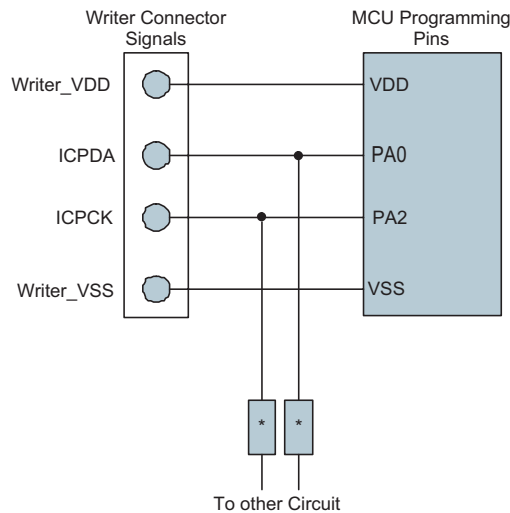 Writer Connector
Signals
MCU Programming
Pins
Writer_VDD
VDD
ICPDA
PA0
ICPCK
PA2
Writer_VSS
VSS
* *
To other Circuit